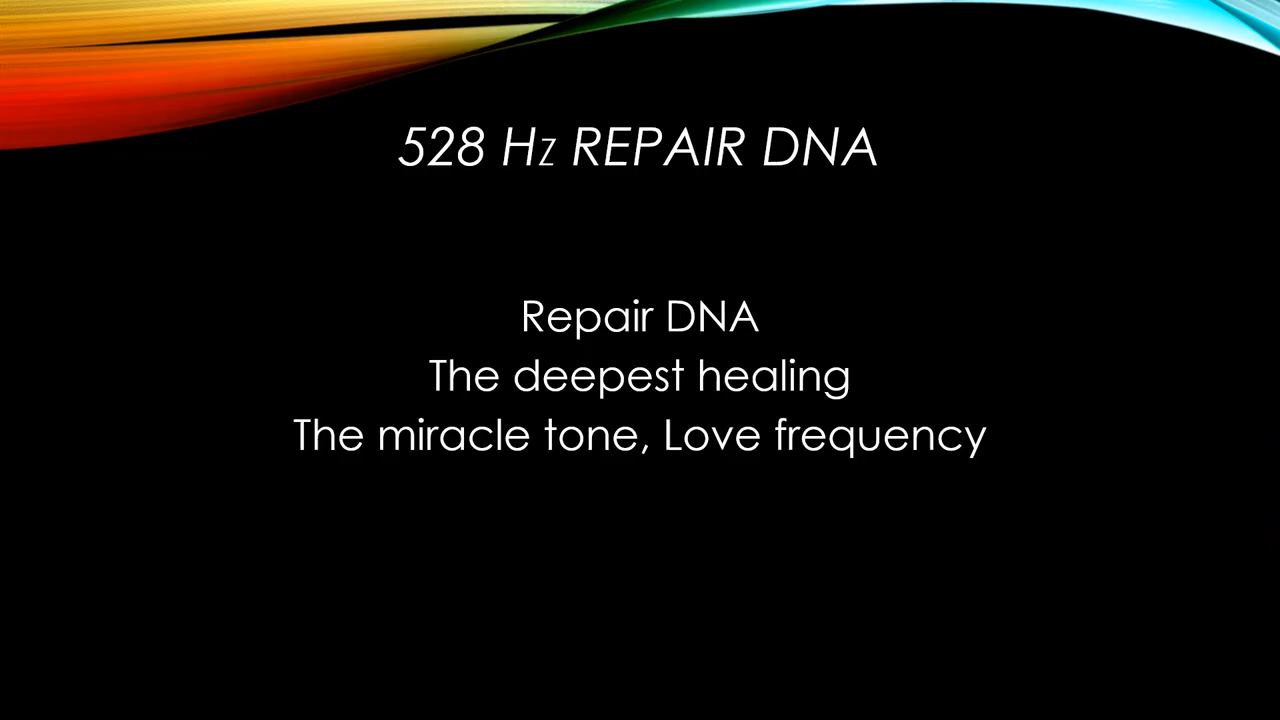 528 Hz REPAIR DNA
Repair DNA
The deepest healing
The miracle tone, Love frequency